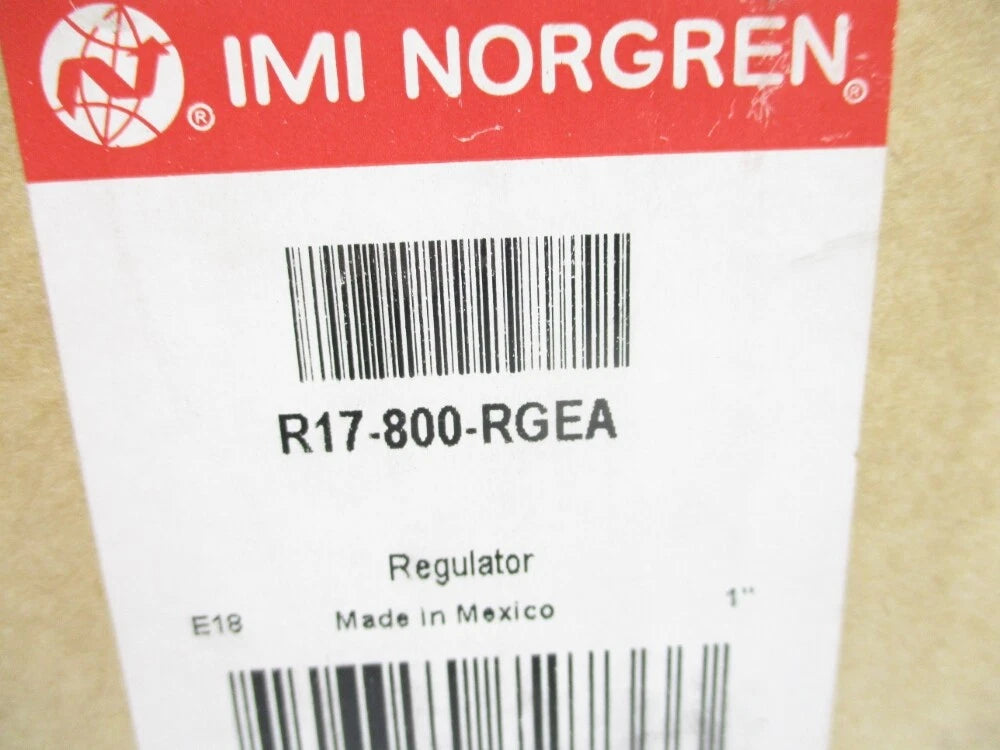 N ® IMI NORGREN®
R17-800-RGEA
Regulator
E18 Made in Mexico 1"